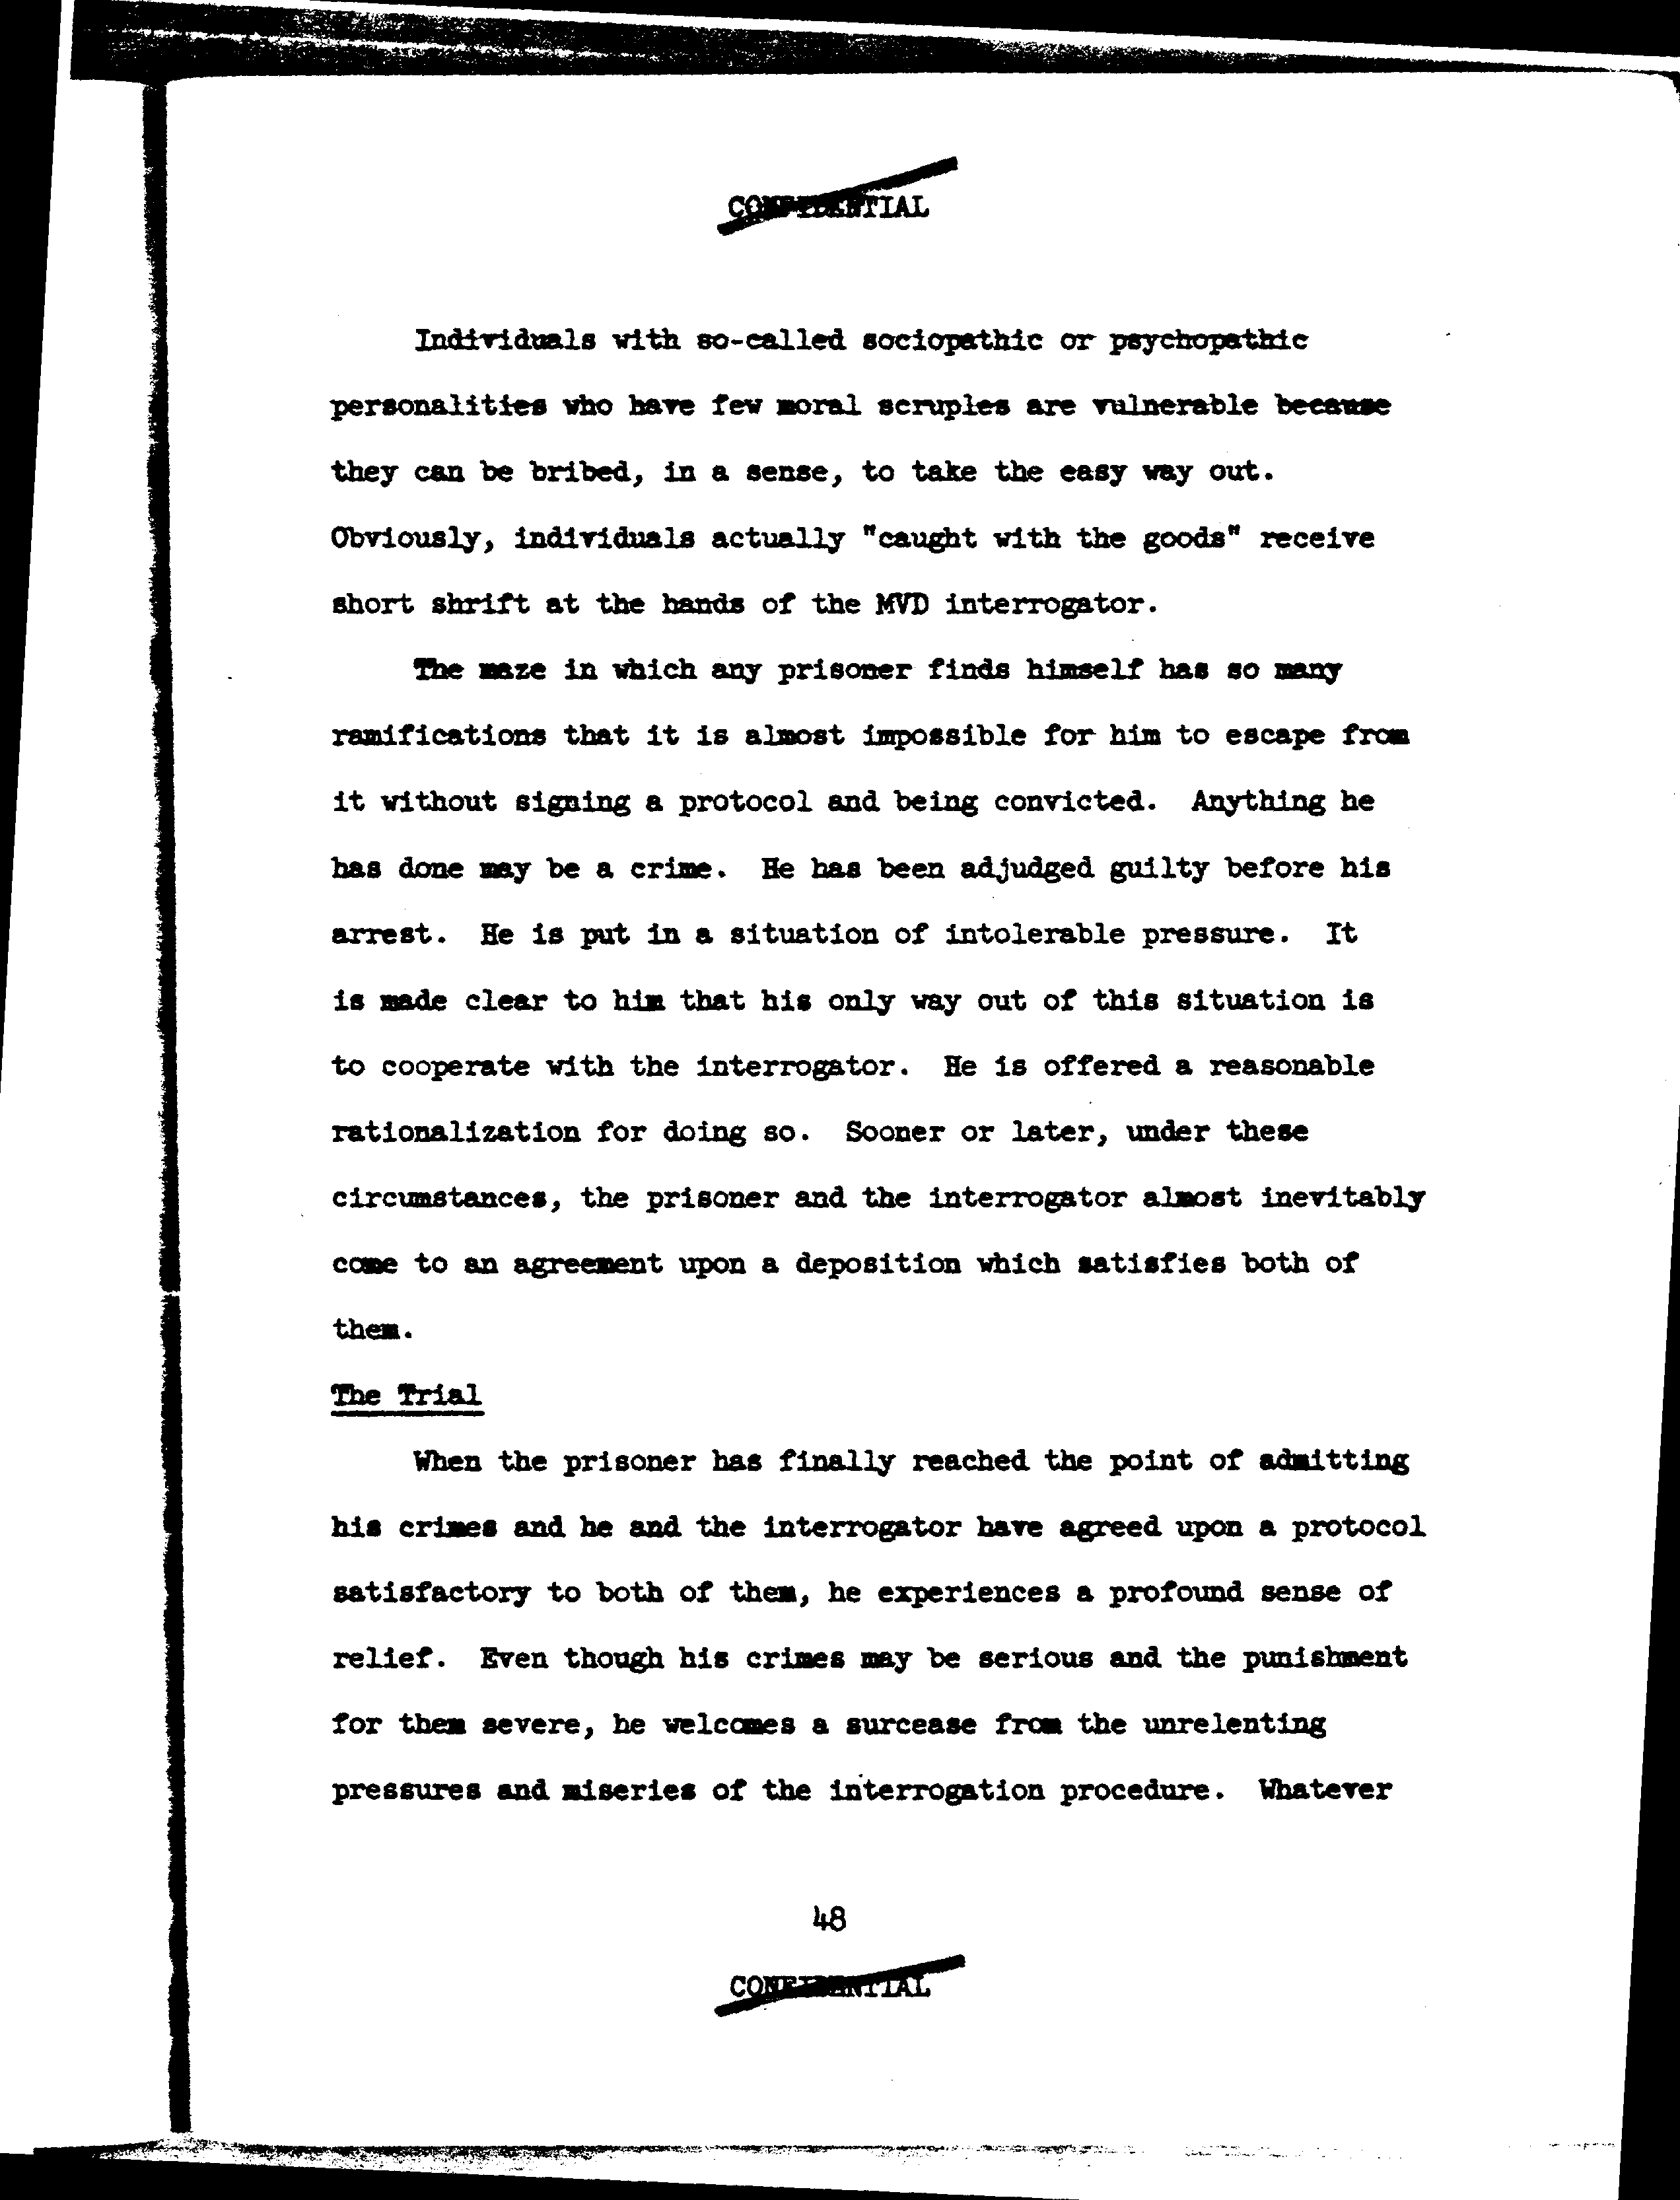 CONFIDENTIAL
Individuals with so-called sociopathic or psychopathic
personalities who have few moral scruples are vulnerable because
they can be bribed, in a sense, to take the easy way out.
Obviously, individuals actually "caught with the goods" receive
short shrift at the hands of the MVD interrogator.
The maze in which any prisoner finds himself has so many
ramifications that it is almost impossible for him to escape from
it without signing a protocol and being convicted. Anything he
has done may be a crime. He has been adjudged guilty before his
arrest. He is put in a situation of intolerable pressure. It
is made clear to him that his only way out of this situation is
to cooperate with the interrogator. He is offered a reasonable
rationalization for doing so. Sooner or later, under these
circumstances, the prisoner and the interrogator almost inevitably
come to an agreement upon a deposition which satisfies both of
them.
The Trial
When the prisoner has finally reached the point of admitting
his crimes and he and the interrogator have agreed upon a protocol
satisfactory to both of them, he experiences a profound sense of
relief. Even though his crimes may be serious and the punishment
for them severe, he welcomes a surcease from the unrelenting
pressures and miseries of the interrogation procedure. Whatever
48
CONFIDENTIAL